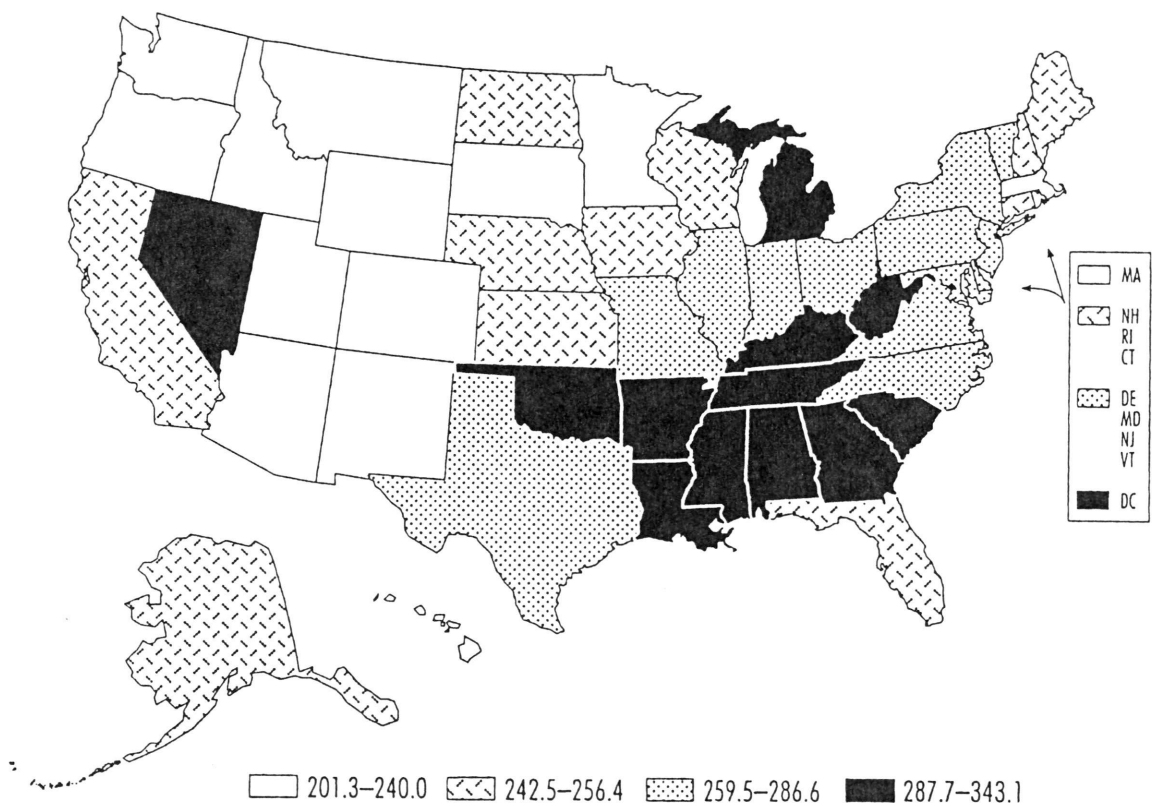 MA
NH
RI
CT
DE
MD
NJ
VT
DC
201.3–240.0 242.5–256.4 259.5–286.6 287.7–343.1